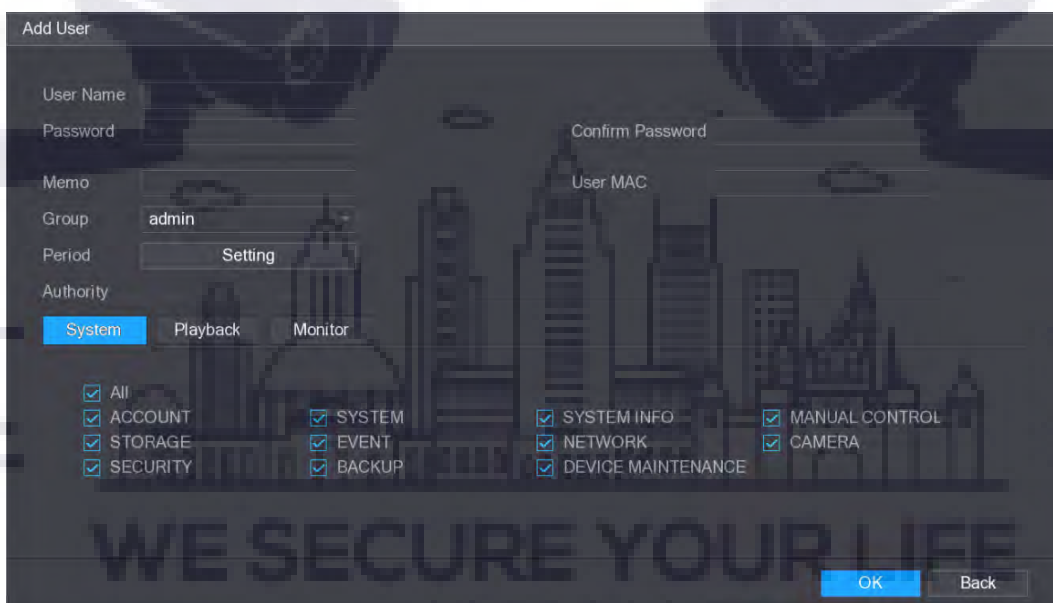 Add User
User Name
Password Confirm Password
Memo User MAC
Group admin
Period Setting
Authority
System Playback Monitor
All
ACCOUNT SYSTEM SYSTEM INFO MANUAL CONTROL
STORAGE EVENT NETWORK CAMERA
SECURITY BACKUP DEVICE MAINTENANCE
WE SECURE YOUR LIFE
OK Back